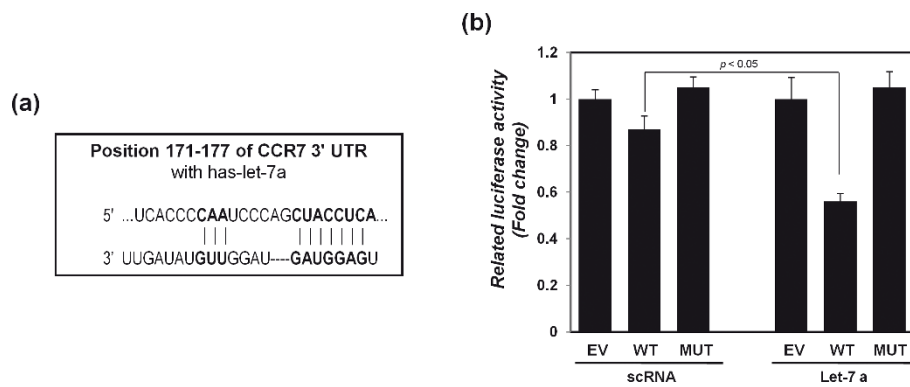 (a)
Position 171-177 of CCR7 3' UTR
with has-let-7a
5' ...UCACCCCAAUCCCAGCUACCUCA...
3' UUGAUAUGUUGGAU----GAUGGAGU
(b)
Related luciferase activity
(Fold change)
1.2
1
0.8
0.6
0.4
0.2
0
p < 0.05
EV WT MUT EV WT MUT
scRNA Let-7 a